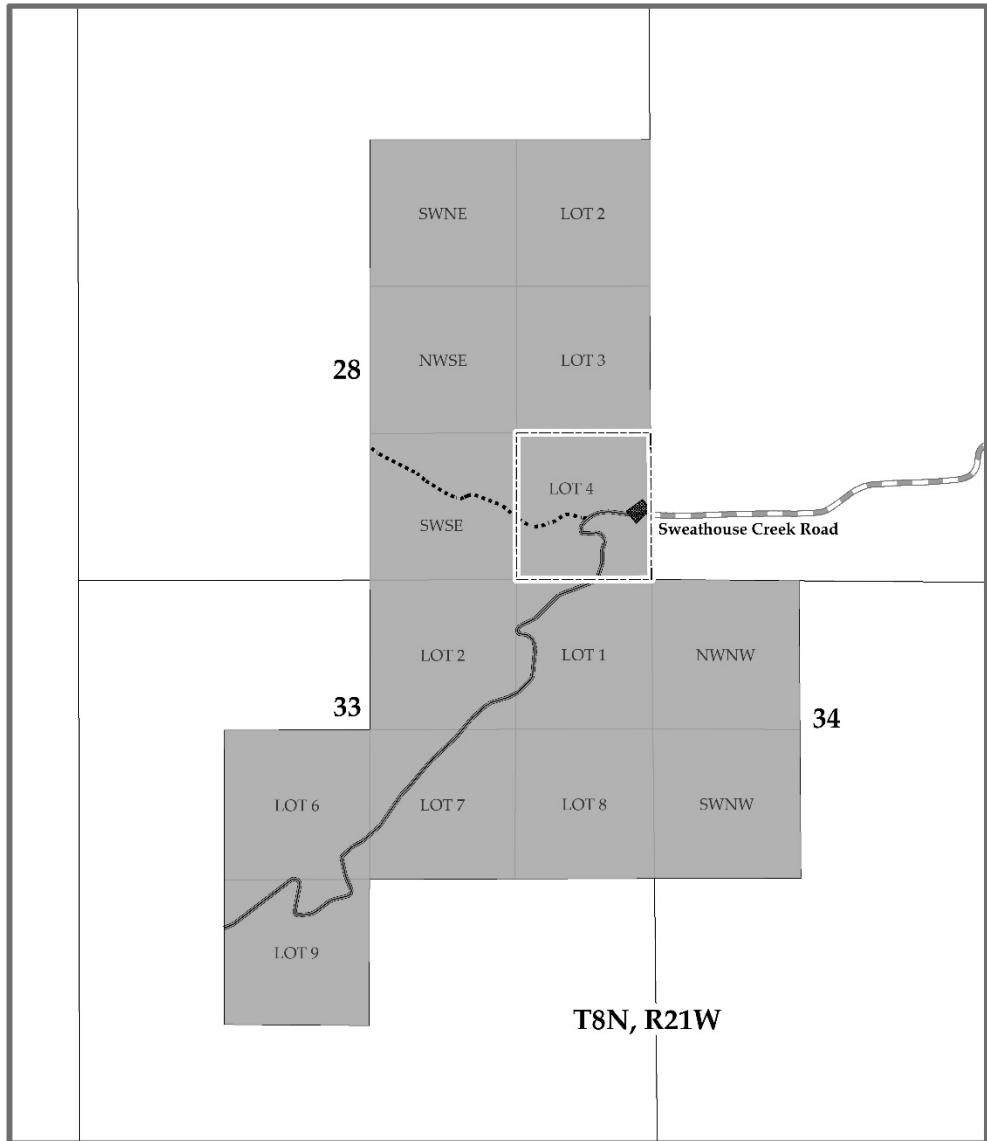 SWNE
LOT 2
28
NWSE
LOT 3
LOT 4
SWSE
Sweathouse Creek Road
LOT 2
LOT 1
NWNW
33
34
LOT 6
LOT 7
LOT 8
SWNW
LOT 9
T8N, R21W